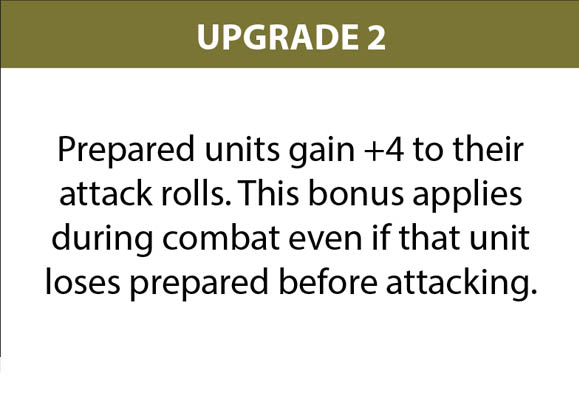 UPGRADE 2
Prepared units gain +4 to their
attack rolls. This bonus applies
during combat even if that unit
loses prepared before attacking.